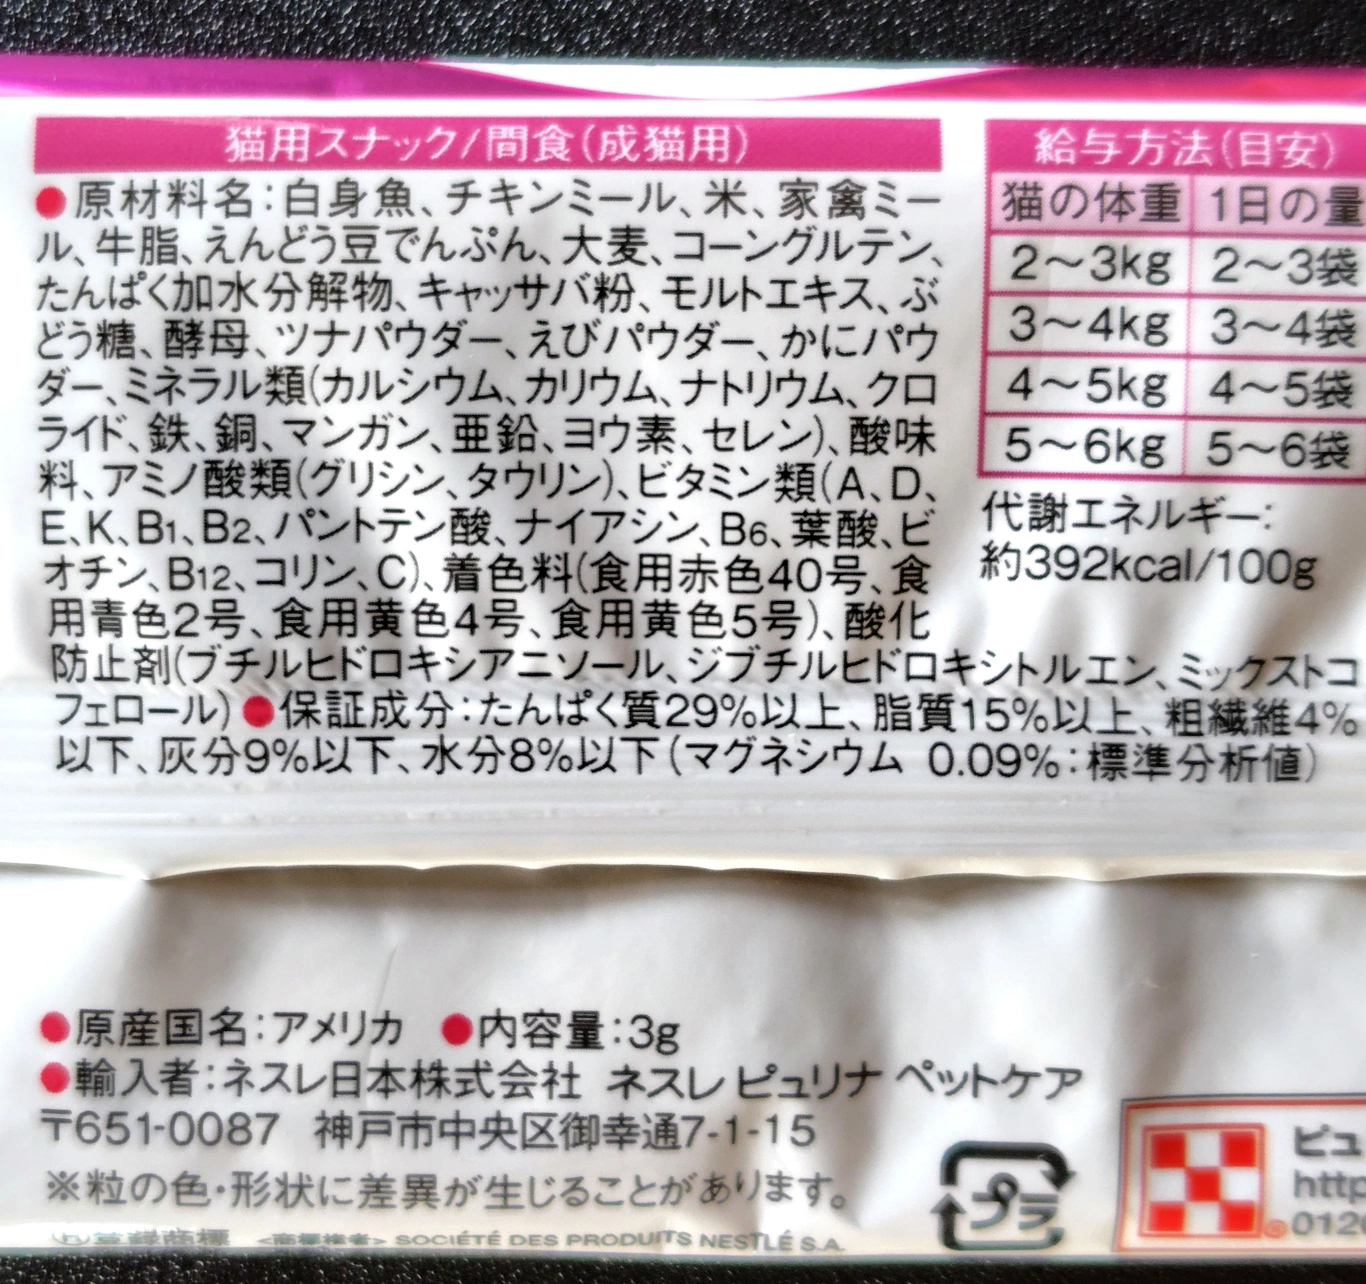 猫用スナック/間食(成猫用)
●原材料名:白身魚、チキンミール、米、家禽ミー
ル、牛脂、えんどう豆でんぷん、大麦、コーングルテン、
たんぱく加水分解物、キャッサバ粉、モルトエキス、ぶ
どう糖、酵母、ツナパウダー、えびパウダー、かにパウ
ダー、ミネラル類(カルシウム、カリウム、ナトリウム、クロ
ライド、鉄、銅、マンガン、亜鉛、ヨウ素、セレン)、酸味
料、アミノ酸類(グリシン、タウリン)、ビタミン類(A、D、
E、K、B1、B2、パントテン酸、ナイアシン、B6、葉酸、ビ
オチン、B12、コリン、C)、着色料(食用赤色40号、食
用青色2号、食用黄色4号、食用黄色5号)、酸化
防止剤(ブチルヒドロキシアニソール、ジブチルヒドロキシトルエン、ミックストコ
フェロール)●保証成分:たんぱく質29%以上、脂質15%以上、粗繊維4%
以下、灰分9%以下、水分8%以下(マグネシウム 0.09%:標準分析値)
給与方法(目安)
猫の体重 1日の量
2〜3kg 2〜3袋
3〜4kg 3〜4袋
4〜5kg 4〜5袋
5〜6kg 5〜6袋
代謝エネルギー:
約392kcal/100g
●原産国名:アメリカ ●内容量:3g
●輸入者:ネスレ日本株式会社 ネスレ ピュリナ ペットケア
〒651-0087 神戸市中央区御幸通7-1-15
※粒の色・形状に差異が生じることがあります。
プラ
ピュ
http
®012
登録商標 <商標権者> SOCIÉTÉ DES PRODUITS NESTLÉ S.A.